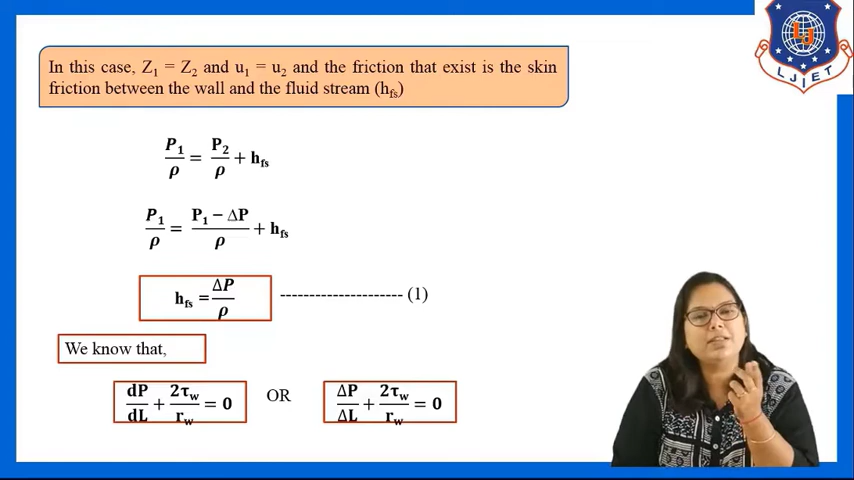 In this case, Z₁ = Z₂ and u₁ = u₂ and the friction that exist is the skin
friction between the wall and the fluid stream (hfs)
P₁/ρ = P₂/ρ + hfs
P₁/ρ = (P₁ − ΔP)/ρ + hfs
hfs = ΔP/ρ --------------------- (1)
We know that,
dP/dL + 2τw/rw = 0 OR ΔP/ΔL + 2τw/rw = 0
LJIET